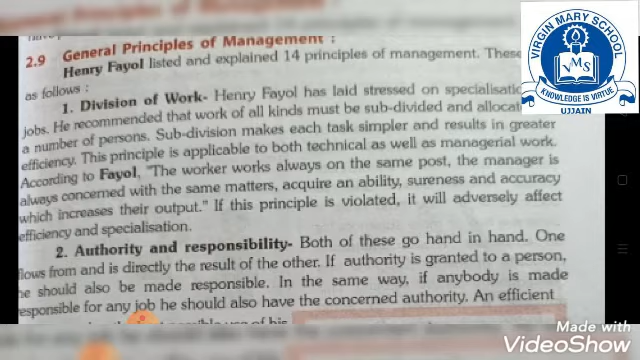 2.9 General Principles of Management :
Henry Fayol listed and explained 14 principles of management. These
as follows :
1. Division of Work- Henry Fayol has laid stressed on specialisatio
jobs. He recommended that work of all kinds must be sub-divided and alloca
a number of persons. Sub-division makes each task simpler and results in greater
efficiency. This principle is applicable to both technical as well as managerial work.
According to Fayol, "The worker works always on the same post, the manager is
always concerned with the same matters, acquire an ability, sureness and accuracy
which increases their output." If this principle is violated, it will adversely affect
efficiency and specialisation.
2. Authority and responsibility- Both of these go hand in hand. One
flows from and is directly the result of the other. If authority is granted to a person,
he should also be made responsible. In the same way, if anybody is made
responsible for any job he should also have the concerned authority. An efficient
VIRGIN MARY SCHOOL
VMS
KNOWLEDGE IS VIRTUE
UJJAIN
Made with
VideoShow